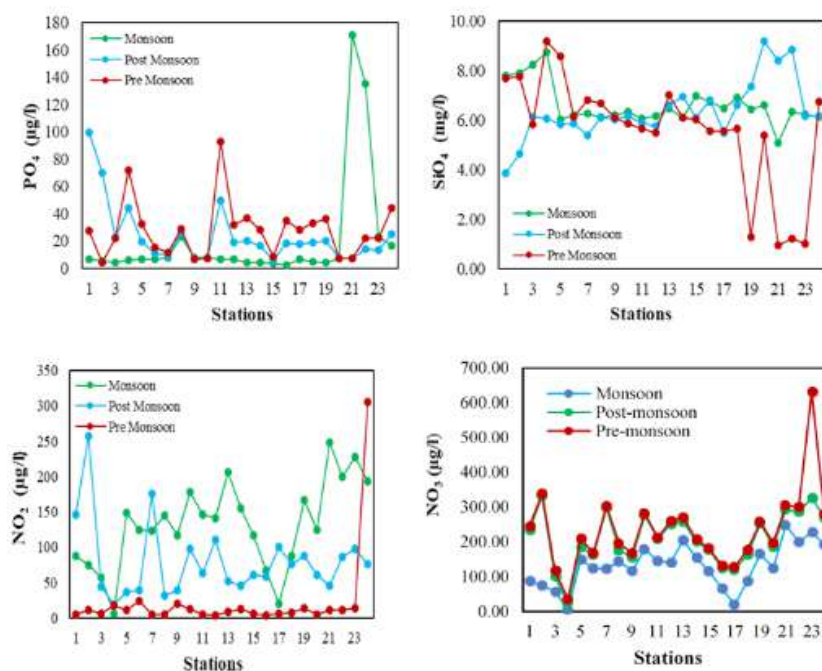 180
160
140
120
100
80
60
40
20
0
PO₄ (µg/l)
Monsoon
Post Monsoon
Pre Monsoon
1 3 5 7 9 11 13 15 17 19 21 23
Stations
10.00
8.00
6.00
4.00
2.00
0.00
SiO₄ (mg/l)
Monsoon
Post Monsoon
Pre Monsoon
1 3 5 7 9 11 13 15 17 19 21 23
Stations
350
300
250
200
150
100
50
0
NO₂ (µg/l)
Monsoon
Post Monsoon
Pre Monsoon
1 3 5 7 9 11 13 15 17 19 21 23
Stations
700.00
600.00
500.00
400.00
300.00
200.00
100.00
0.00
NO₃ (µg/l)
Monsoon
Post-monsoon
Pre-monsoon
1 3 5 7 9 11 13 15 17 19 21 23
Stations